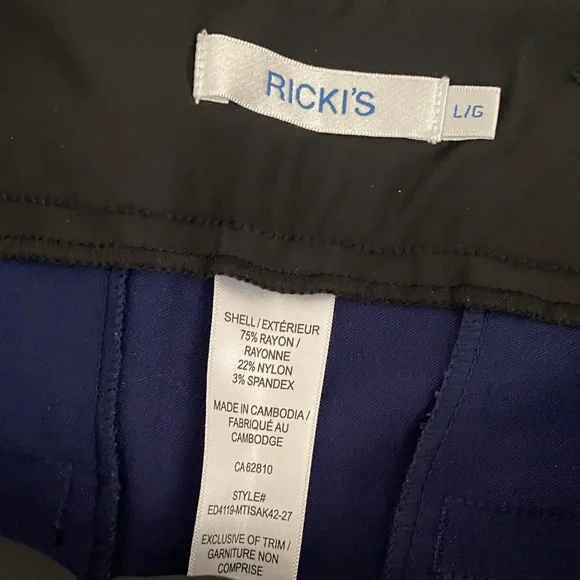 RICKI'S
L/G
SHELL / EXTÉRIEUR
75% RAYON /
RAYONNE
22% NYLON
3% SPANDEX
MADE IN CAMBODIA /
FABRIQUÉ AU
CAMBODGE
CA 62810
STYLE#
ED4119-MTISAK42-27
EXCLUSIVE OF TRIM /
GARNITURE NON
COMPRISE